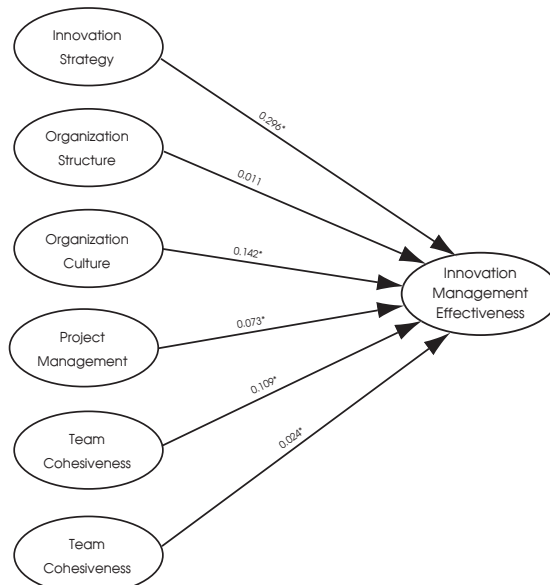 Innovation
Strategy
0.296*
Organization
Structure
0.011
Organization
Culture
0.142*
Innovation
Management
Effectiveness
Project
Management
0.073*
0.109*
Team
Cohesiveness
0.024*
Team
Cohesiveness